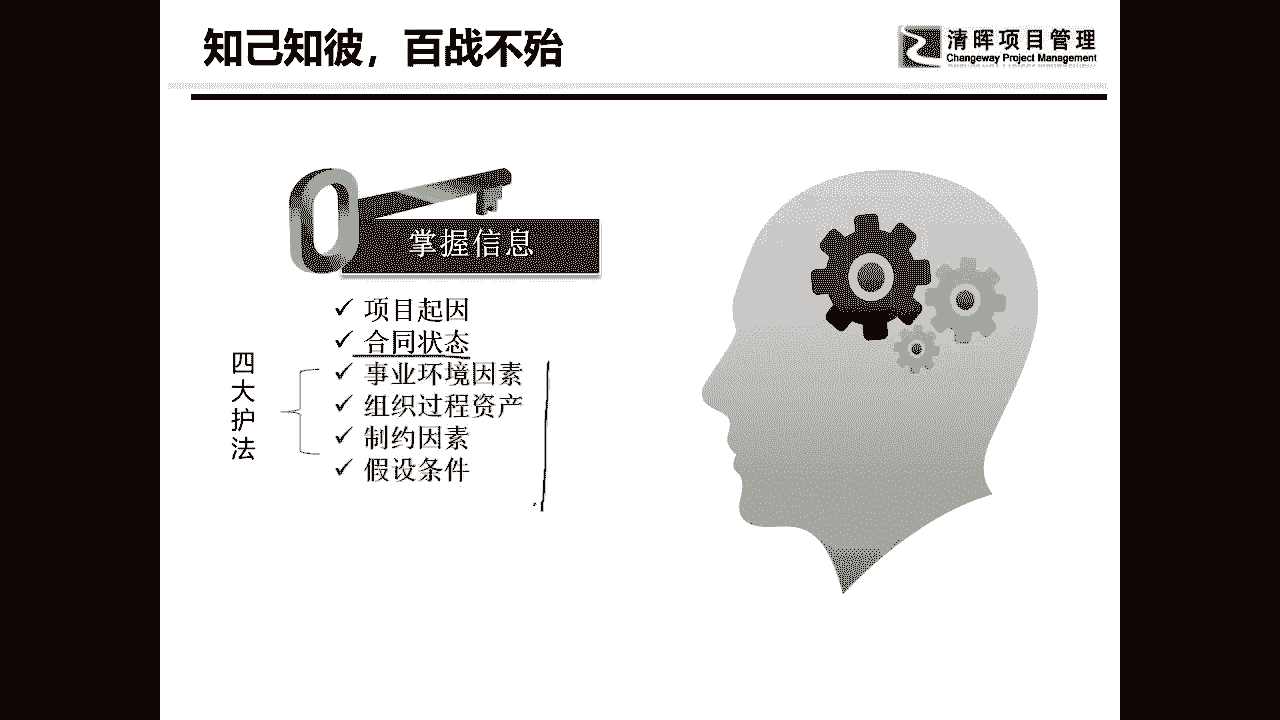 知己知彼，百战不殆
清晖项目管理
Changeway Project Management
掌握信息
✓ 项目起因
✓ 合同状态
✓ 事业环境因素
✓ 组织过程资产
✓ 制约因素
✓ 假设条件
四大护法